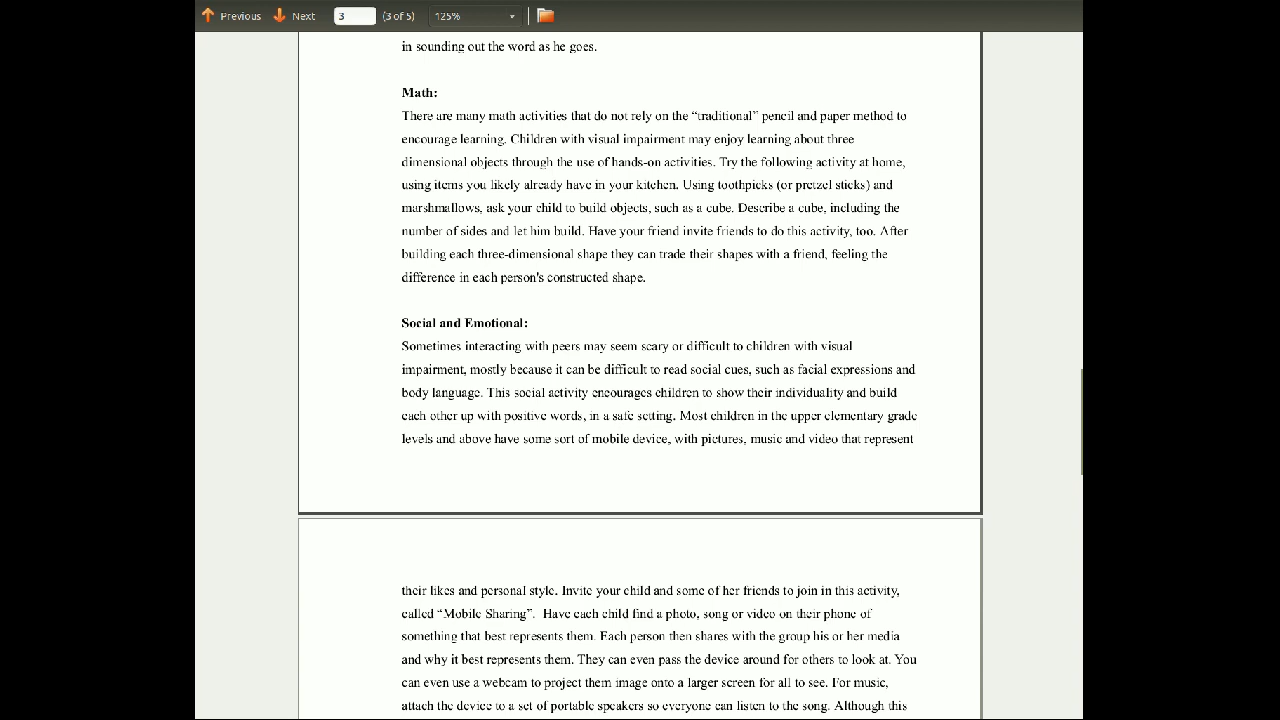 Previous Next 3 (3 of 5) 125%
in sounding out the word as he goes.
Math:
There are many math activities that do not rely on the “traditional” pencil and paper method to
encourage learning. Children with visual impairment may enjoy learning about three
dimensional objects through the use of hands-on activities. Try the following activity at home,
using items you likely already have in your kitchen. Using toothpicks (or pretzel sticks) and
marshmallows, ask your child to build objects, such as a cube. Describe a cube, including the
number of sides and let him build. Have your friend invite friends to do this activity, too. After
building each three-dimensional shape they can trade their shapes with a friend, feeling the
difference in each person's constructed shape.
Social and Emotional:
Sometimes interacting with peers may seem scary or difficult to children with visual
impairment, mostly because it can be difficult to read social cues, such as facial expressions and
body language. This social activity encourages children to show their individuality and build
each other up with positive words, in a safe setting. Most children in the upper elementary grade
levels and above have some sort of mobile device, with pictures, music and video that represent
their likes and personal style. Invite your child and some of her friends to join in this activity,
called “Mobile Sharing”.  Have each child find a photo, song or video on their phone of
something that best represents them. Each person then shares with the group his or her media
and why it best represents them. They can even pass the device around for others to look at. You
can even use a webcam to project them image onto a larger screen for all to see. For music,
attach the device to a set of portable speakers so everyone can listen to the song. Although this